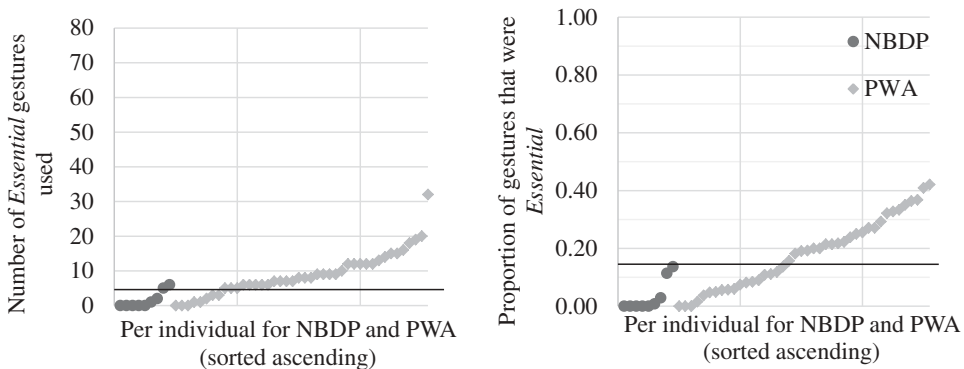 Number of Essential gestures
used
80
70
60
50
40
30
20
10
0
Per individual for NBDP and PWA
(sorted ascending)
Proportion of gestures that were
Essential
1.00
0.80
0.60
0.40
0.20
0.00
NBDP
PWA
Per individual for NBDP and PWA
(sorted ascending)